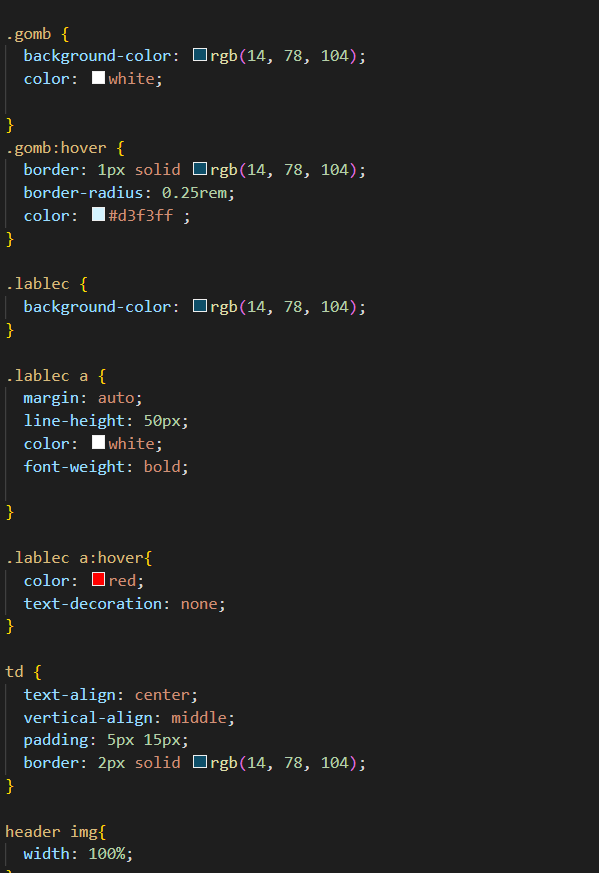 .gomb {
background-color: rgb(14, 78, 104);
color: white;
}
.gomb:hover {
border: 1px solid rgb(14, 78, 104);
border-radius: 0.25rem;
color: #d3f3ff ;
}
.lablec {
background-color: rgb(14, 78, 104);
}
.lablec a {
margin: auto;
line-height: 50px;
color: white;
font-weight: bold;
}
.lablec a:hover{
color: red;
text-decoration: none;
}
td {
text-align: center;
vertical-align: middle;
padding: 5px 15px;
border: 2px solid rgb(14, 78, 104);
}
header img{
width: 100%;
}